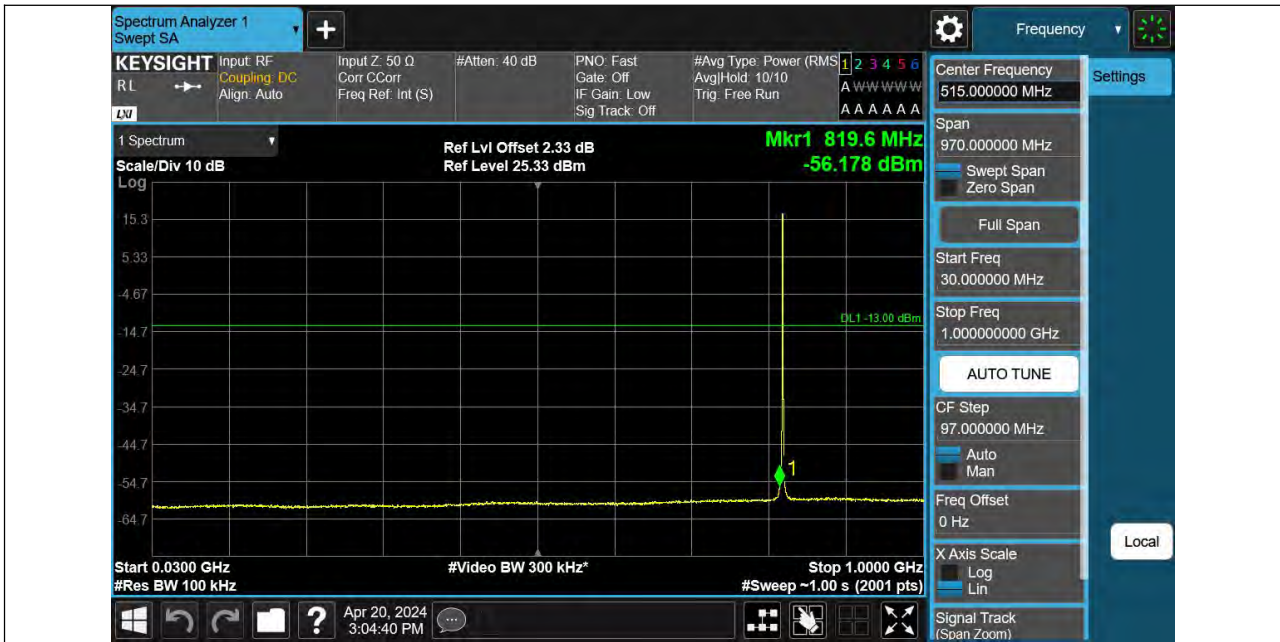 Spectrum Analyzer 1
Swept SA
+
Frequency
KEYSIGHT
R L
LXI
Input: RF
Coupling: DC
Align: Auto
Input Z: 50 Ω
Corr CCorr
Freq Ref: Int (S)
#Atten: 40 dB
PNO: Fast
Gate: Off
IF Gain: Low
Sig Track: Off
#Avg Type: Power (RMS
Avg|Hold: 10/10
Trig: Free Run
1 2 3 4 5 6
A W W W W W
A A A A A A
1 Spectrum
Scale/Div 10 dB
Ref Lvl Offset 2.33 dB
Ref Level 25.33 dBm
Mkr1 819.6 MHz
-56.178 dBm
Log
15.3
5.33
-4.67
DL1 -13.00 dBm
-14.7
-24.7
-34.7
-44.7
1
-54.7
-64.7
Start 0.0300 GHz
#Video BW 300 kHz*
Stop 1.0000 GHz
#Res BW 100 kHz
#Sweep ~1.00 s (2001 pts)
?
Apr 20, 2024
3:04:40 PM
Center Frequency
515.000000 MHz
Settings
Span
970.000000 MHz
Swept Span
Zero Span
Full Span
Start Freq
30.000000 MHz
Stop Freq
1.000000000 GHz
AUTO TUNE
CF Step
97.000000 MHz
Auto
Man
Freq Offset
0 Hz
Local
X Axis Scale
Log
Lin
Signal Track
(Span Zoom)